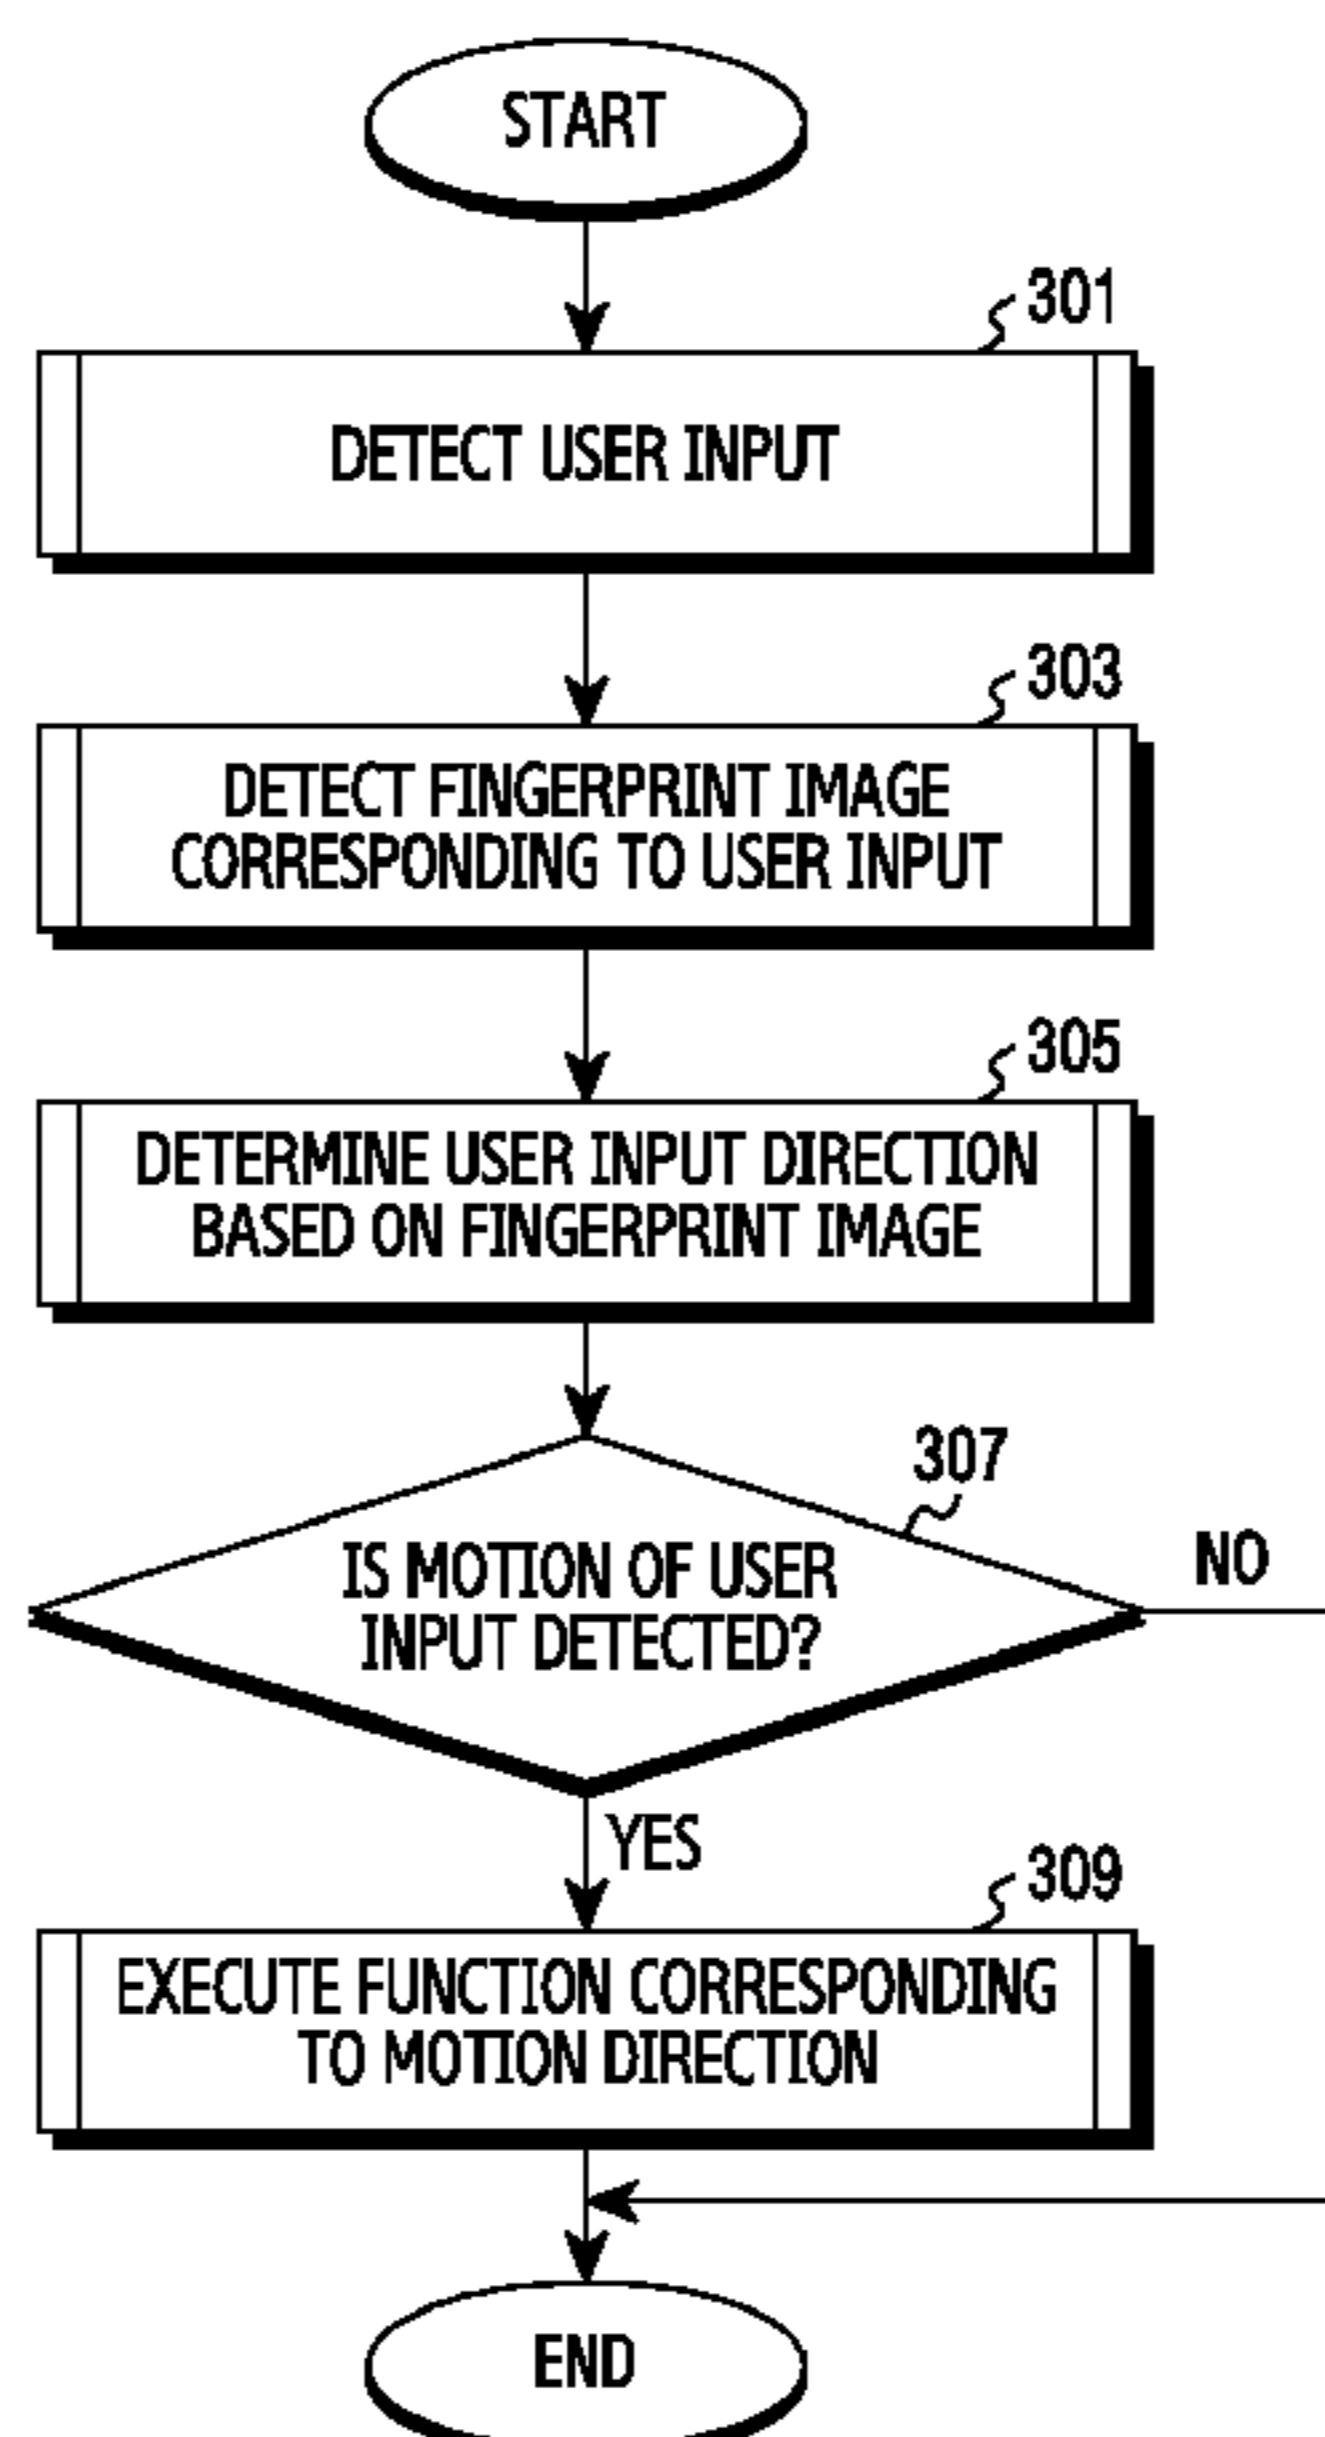 START
301
DETECT USER INPUT
303
DETECT FINGERPRINT IMAGE
CORRESPONDING TO USER INPUT
305
DETERMINE USER INPUT DIRECTION
BASED ON FINGERPRINT IMAGE
307
IS MOTION OF USER
INPUT DETECTED?
NO
YES
309
EXECUTE FUNCTION CORRESPONDING
TO MOTION DIRECTION
END